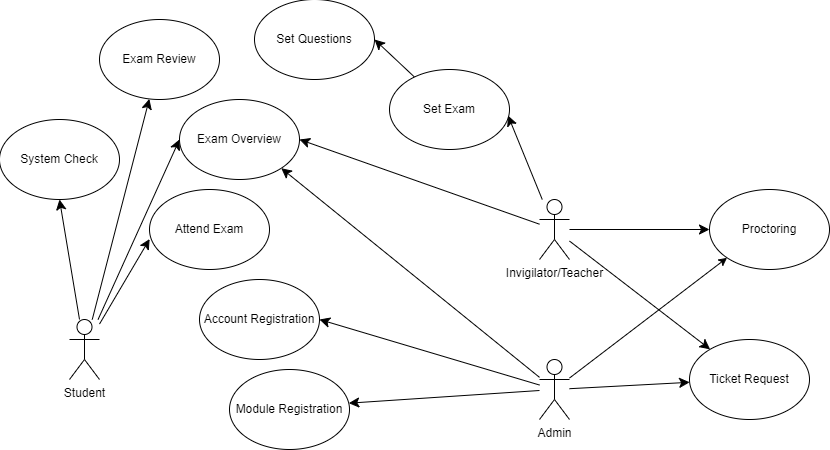 Set Questions
Exam Review
Set Exam
Exam Overview
System Check
Attend Exam
Proctoring
Invigilator/Teacher
Account Registration
Ticket Request
Student
Module Registration
Admin